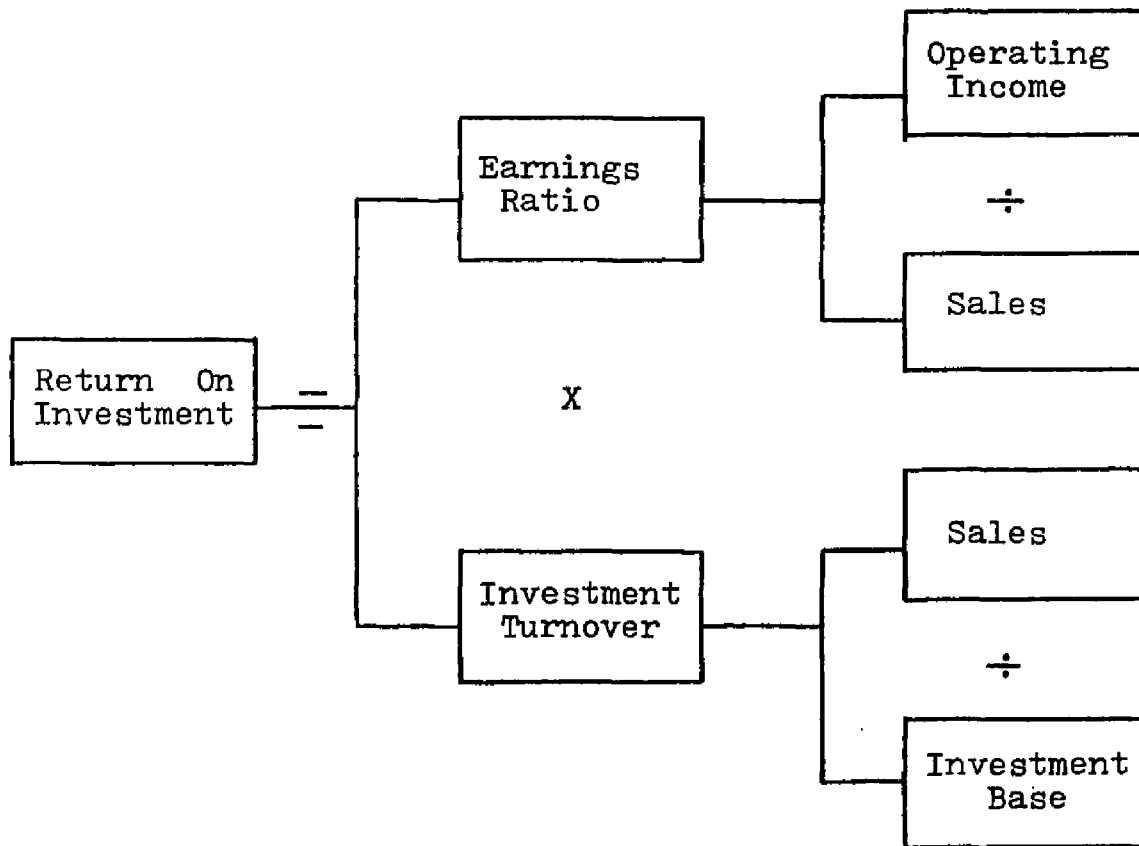 Operating
Income
Earnings
Ratio
÷
Sales
Return On
Investment
X
Sales
Investment
Turnover
÷
Investment
Base